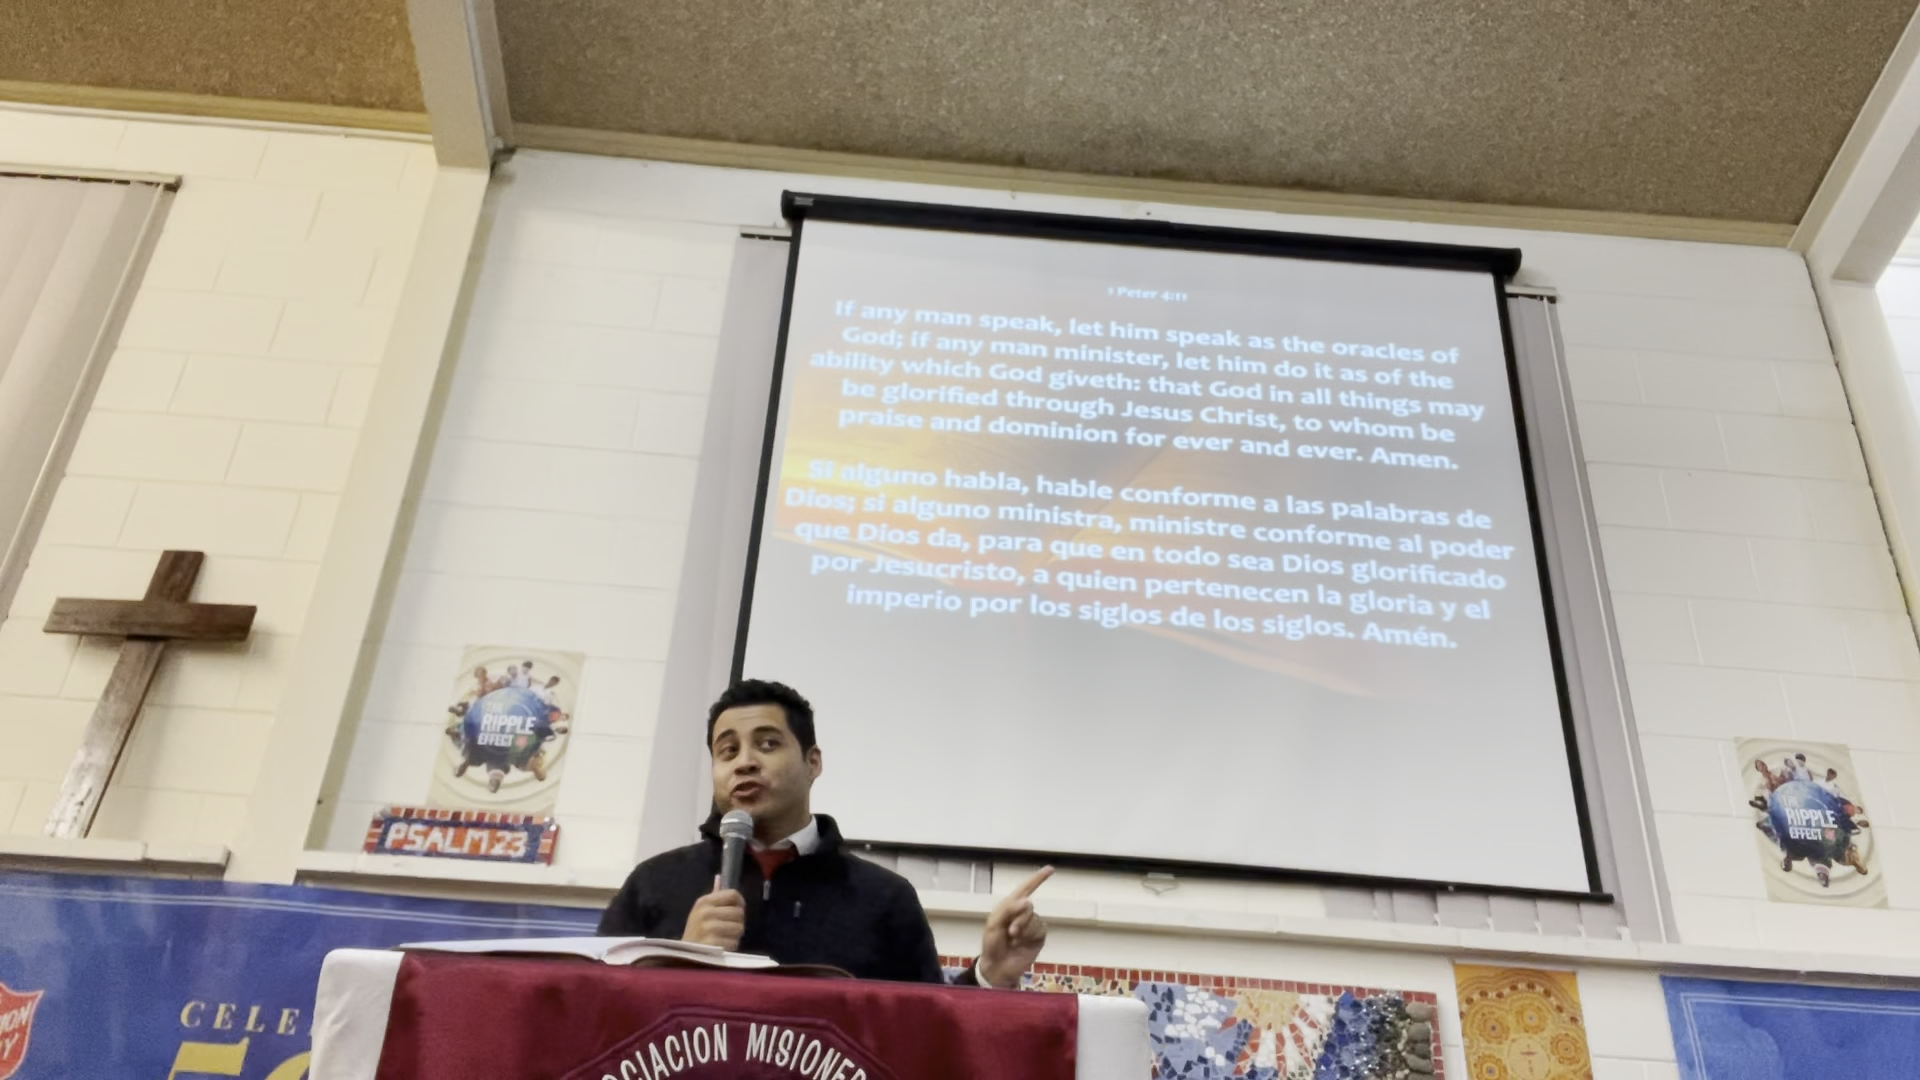 1 Peter 4:11
If any man speak, let him speak as the oracles of
God; if any man minister, let him do it as of the
ability which God giveth: that God in all things may
be glorified through Jesus Christ, to whom be
praise and dominion for ever and ever. Amen.
Si alguno habla, hable conforme a las palabras de
Dios; si alguno ministra, ministre conforme al poder
que Dios da, para que en todo sea Dios glorificado
por Jesucristo, a quien pertenecen la gloria y el
imperio por los siglos de los siglos. Amén.
THE
RIPPLE
EFFECT
PSALM 23
THE
RIPPLE
EFFECT
CELE
OCIACION MISIONE